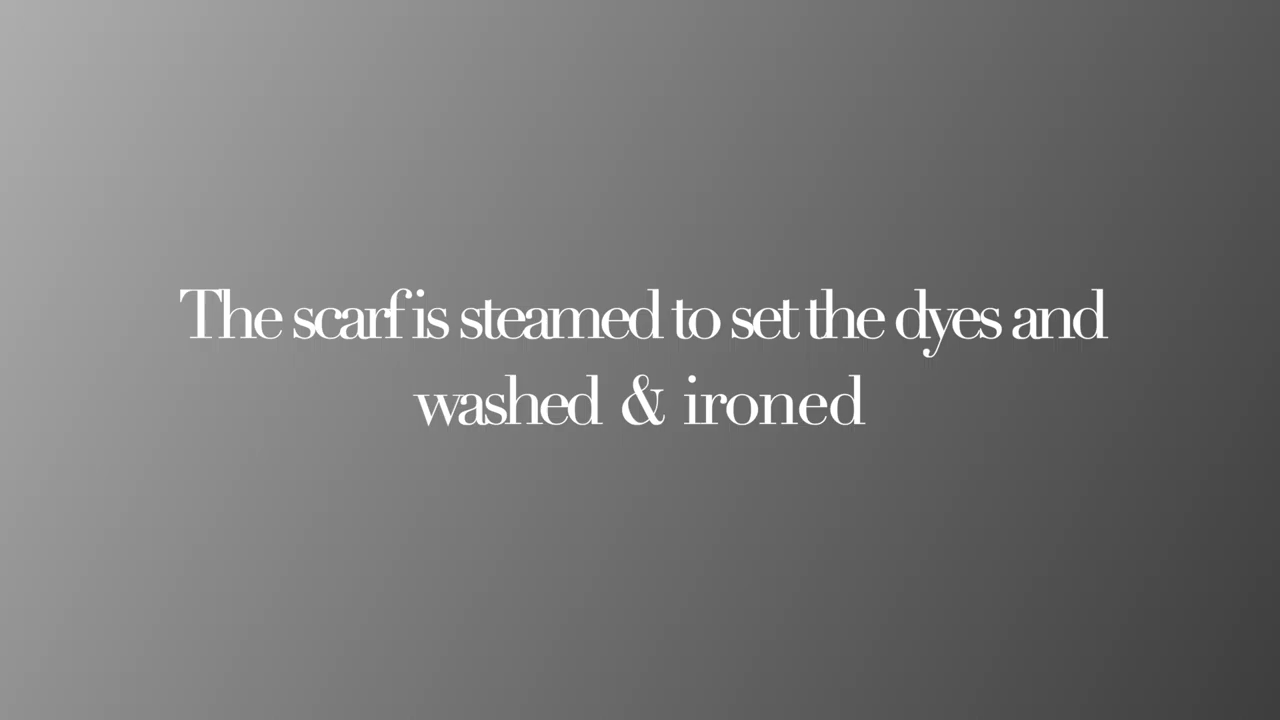 The scarf is steamed to set the dyes and
washed & ironed